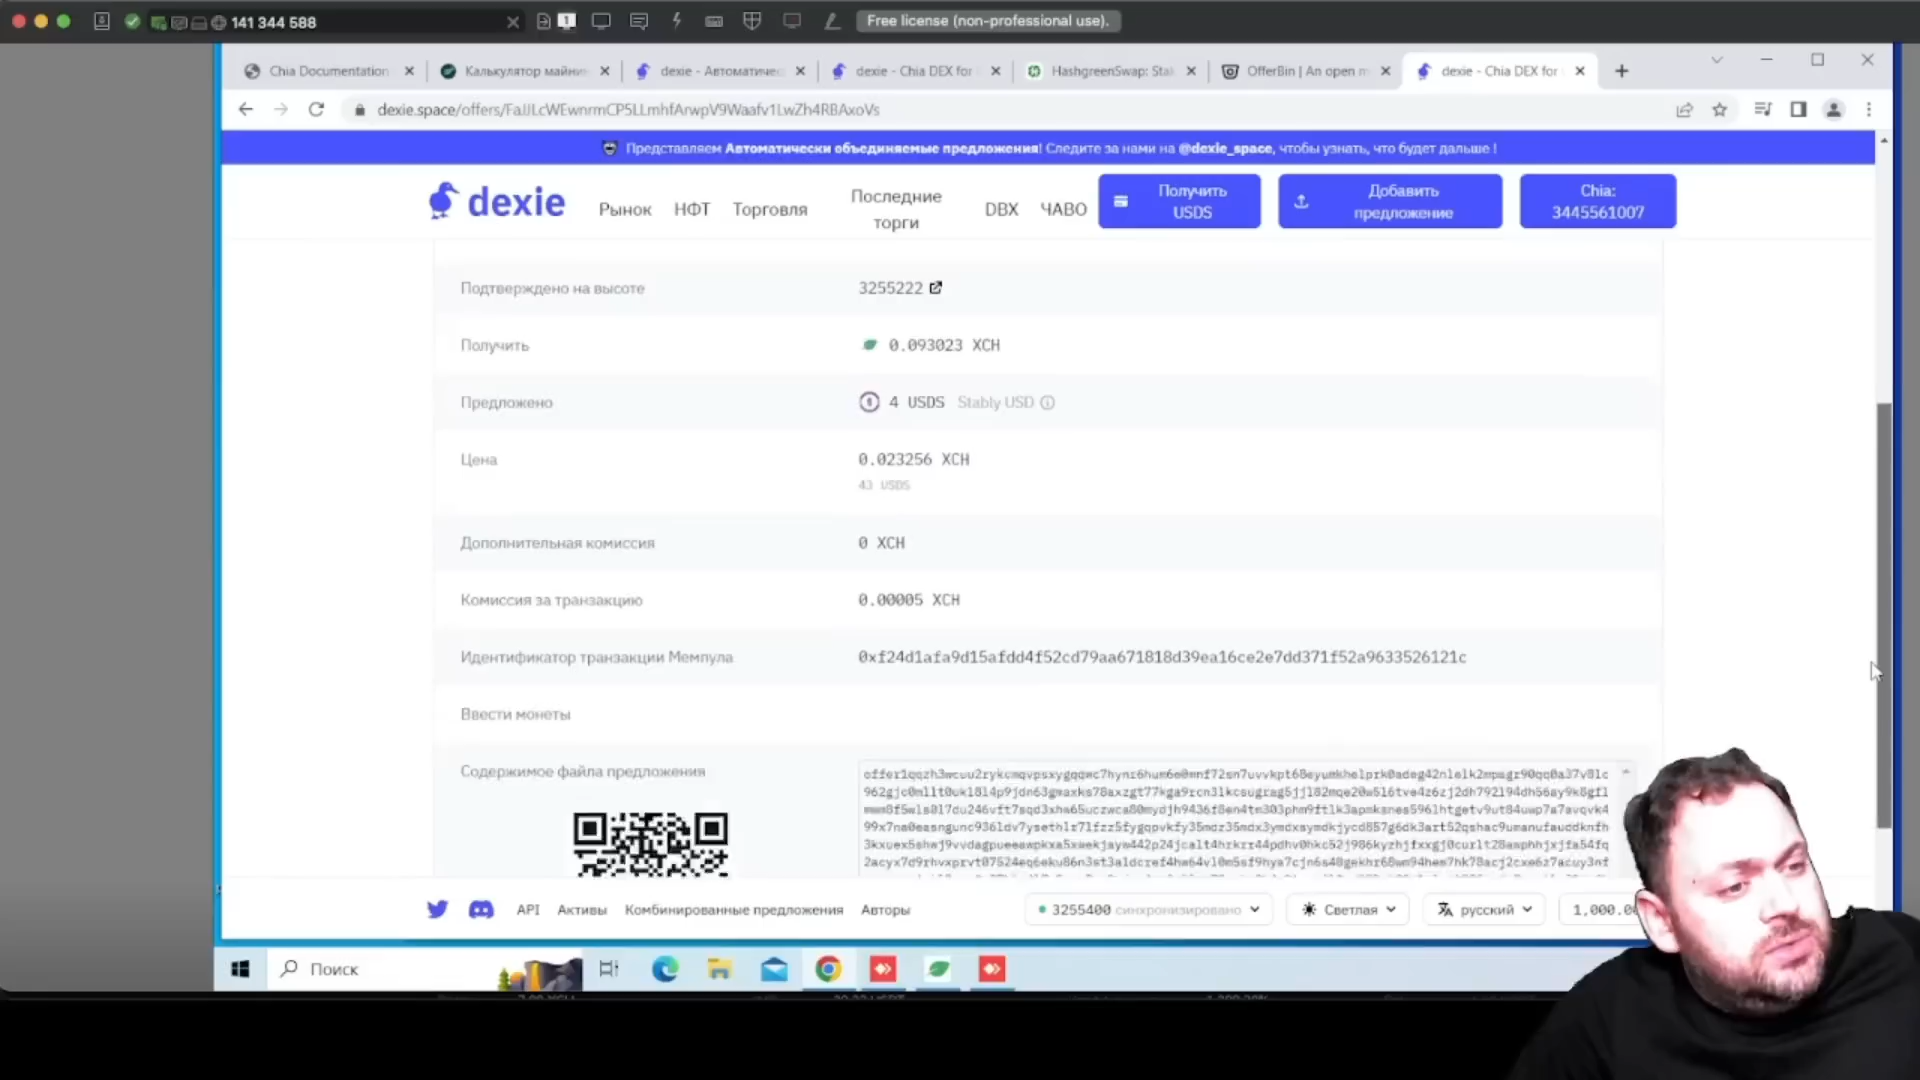 141 344 588
Free license (non-professional use).
Chia Documentation
Калькулятор майни
dexie - Автоматичес
dexie - Chia DEX for
HashgreenSwap: Sta
OfferBin | An open m
dexie - Chia DEX for
dexie.space/offers/FaJJLcWEwnrmCP5LLmhfArwpV9Waafv1LwZh4RBAxoVs
Представляем Автоматически объединяемые предложения! Следите за нами на @dexie_space, чтобы узнать, что будет дальше !
dexie
Рынок
НФТ
Торговля
Последние
торги
DBX
ЧАВО
Получить
USDS
Добавить
предложение
Chia:
3445561007
Подтверждено на высоте
3255222
Получить
0.093023 XCH
Предложено
4 USDS Stably USD
Цена
0.023256 XCH
43 USDS
Дополнительная комиссия
0 XCH
Комиссия за транзакцию
0.00005 XCH
Идентификатор транзакции Мемпула
0xf24d1afa9d15afdd4f52cd79aa671818d39ea16ce2e7dd371f52a9633526121c
Ввести монеты
Содержимое файла предложения
API
Активы
Комбинированные предложения
Авторы
3255400 синхронизировано
Светлая
русский
1,000.0
Поиск